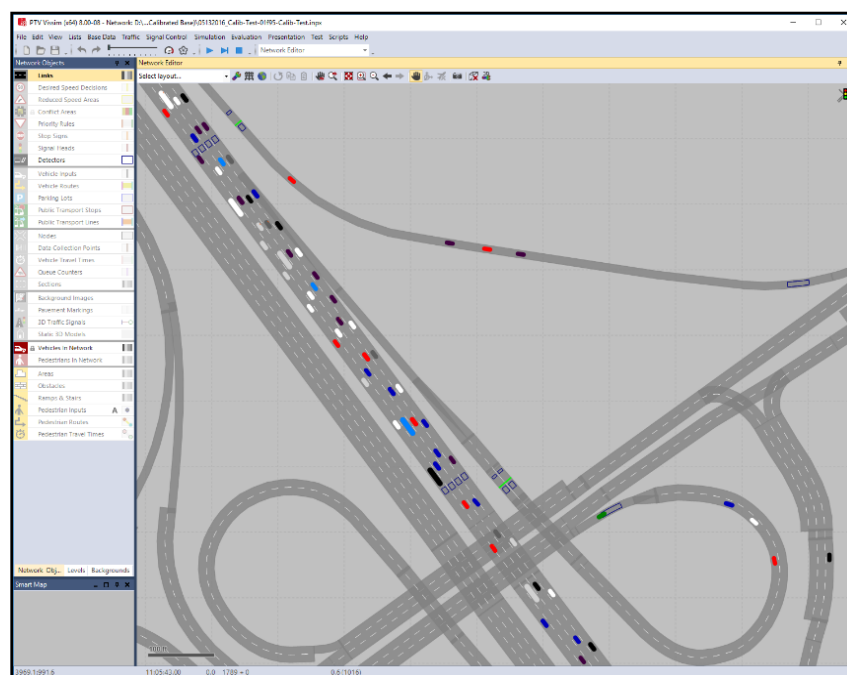 PTV Vissim (x64) 8.00-08 - Network: D:\...Calibrated Base)\05132016_Calib-Test-01f95-Calib-Test.inpx
File Edit View Lists Base Data Traffic Signal Control Simulation Evaluation Presentation Test Scripts Help
Network Editor
Network Objects
Network Editor
Select layout...
Links
Desired Speed Decisions
Reduced Speed Areas
Conflict Areas
Priority Rules
Stop Signs
Signal Heads
Detectors
Vehicle Inputs
Vehicle Routes
Parking Lots
Public Transport Stops
Public Transport Lines
Nodes
Data Collection Points
Vehicle Travel Times
Queue Counters
Sections
Background Images
Pavement Markings
3D Traffic Signals
Static 3D Models
Vehicles In Network
Pedestrians In Network
Areas
Obstacles
Ramps & Stairs
Pedestrian Inputs A
Pedestrian Routes
Pedestrian Travel Times
Network Obj... Levels Backgrounds
Smart Map
3969.1:991.6 11:05:43.00 0.0 1789 + 0 0.6 (1016)